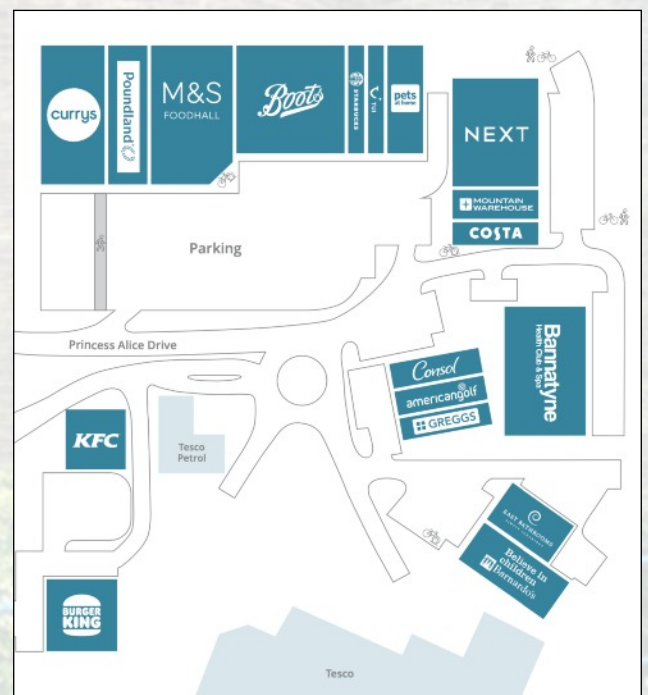 currys
Poundland
M&S
FOODHALL
Boots
STARBUCKS
TUI
pets
at home
NEXT
MOUNTAIN
WAREHOUSE
COSTA
Parking
Princess Alice Drive
Bannatyne
Health Club & Spa
Consol
americangolf
GREGGS
KFC
Tesco
Petrol
EASY BATHROOMS
Believe in
children
Barnardo's
BURGER
KING
Tesco